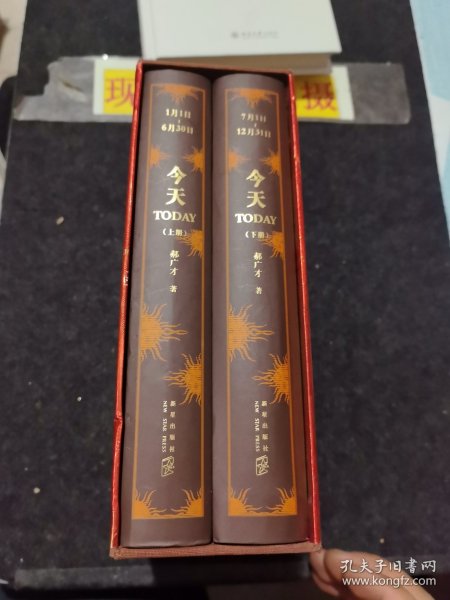 现
摄
1月1日
-
6月30日
今天
TODAY
(上册)
郝广才 著
新星出版社
NEW STAR PRESS
7月1日
-
12月31日
今天
TODAY
(下册)
郝广才 著
新星出版社
NEW STAR PRESS
孔夫子旧书网
www.kongfz.com